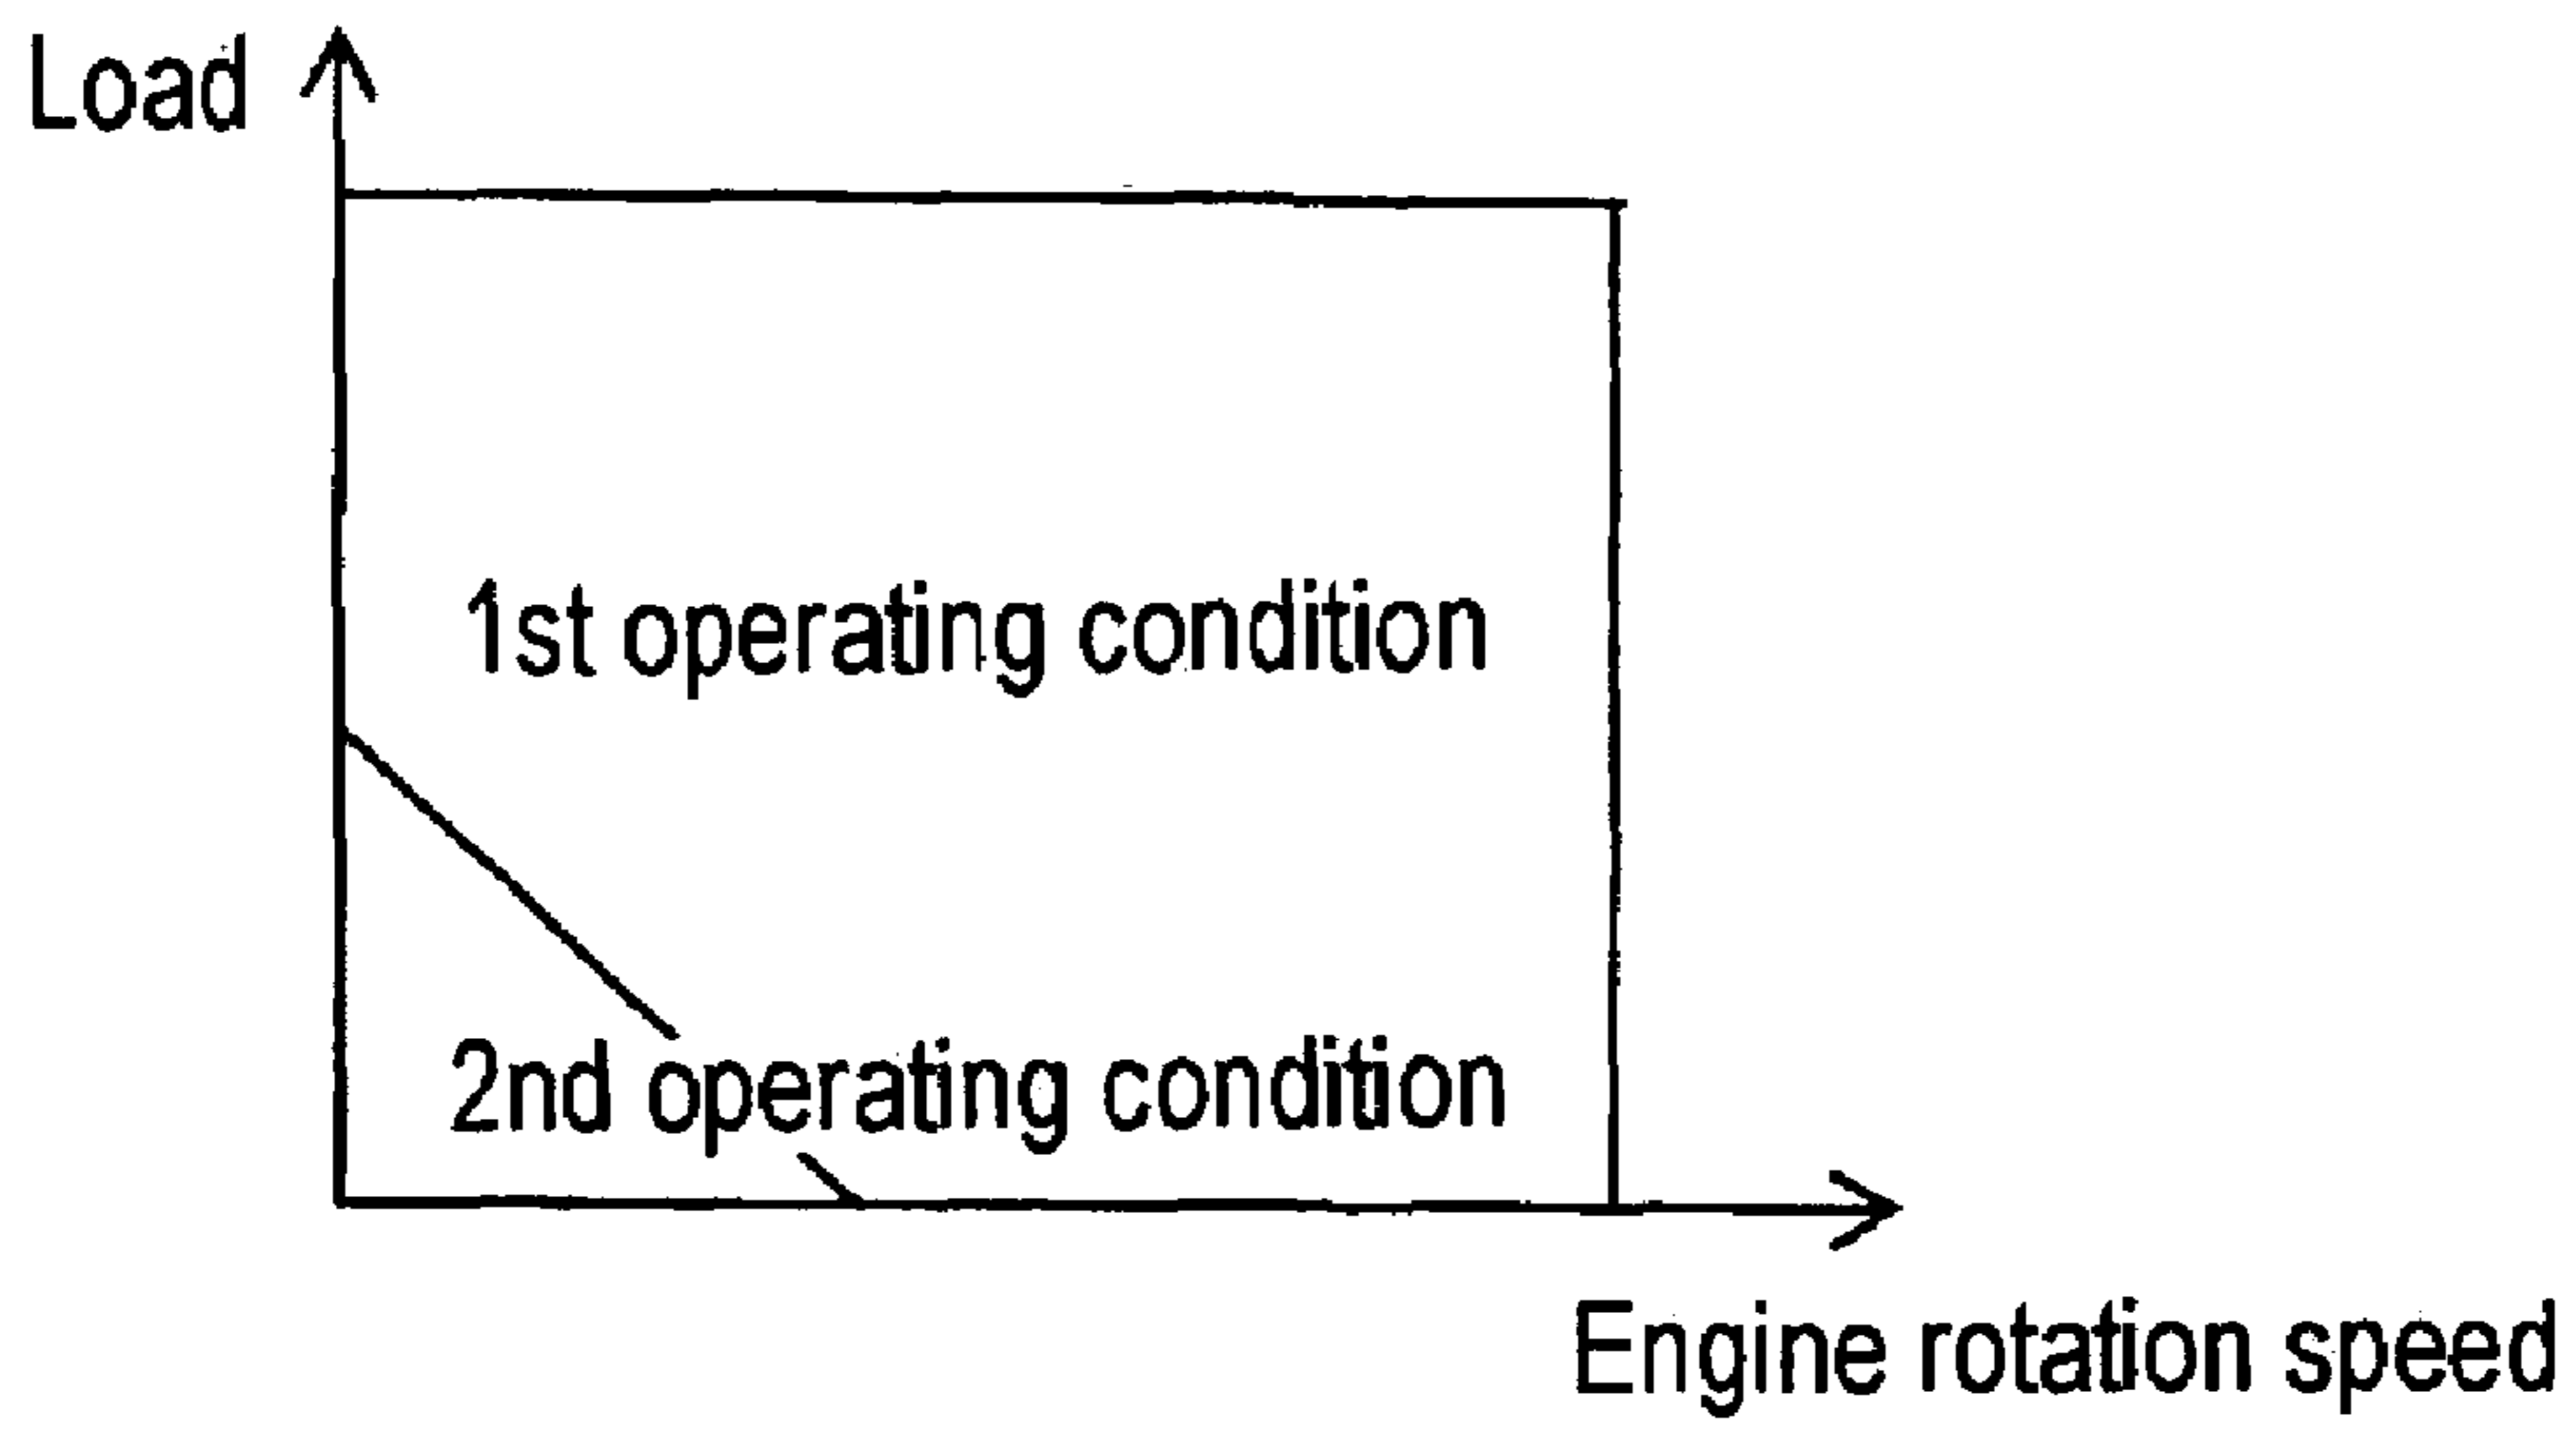 Load
1st operating condition
2nd operating condition
Engine rotation speed